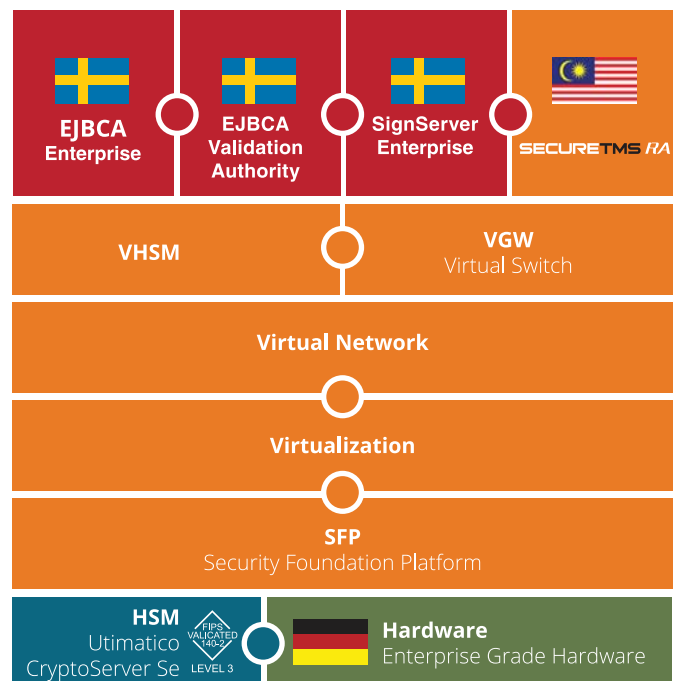 EJBCA
Enterprise
EJBCA
Validation
Authority
SignServer
Enterprise
SECURETMS RA
VHSM
VGW
Virtual Switch
Virtual Network
Virtualization
SFP
Security Foundation Platform
HSM
Utimatico
CryptoServer Se
FIPS
VALICATED
140-2
LEVEL 3
Hardware
Enterprise Grade Hardware